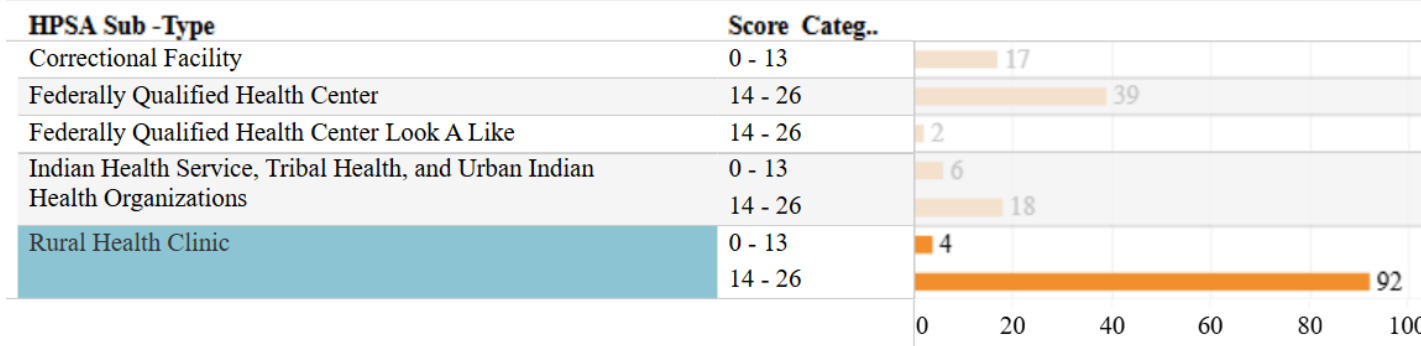 HPSA Sub -Type Score Categ..
Correctional Facility 0 - 13 17
Federally Qualified Health Center 14 - 26 39
Federally Qualified Health Center Look A Like 14 - 26 2
Indian Health Service, Tribal Health, and Urban Indian 0 - 13 6
Health Organizations 14 - 26 18
Rural Health Clinic 0 - 13 4
14 - 26 92
0 20 40 60 80 100